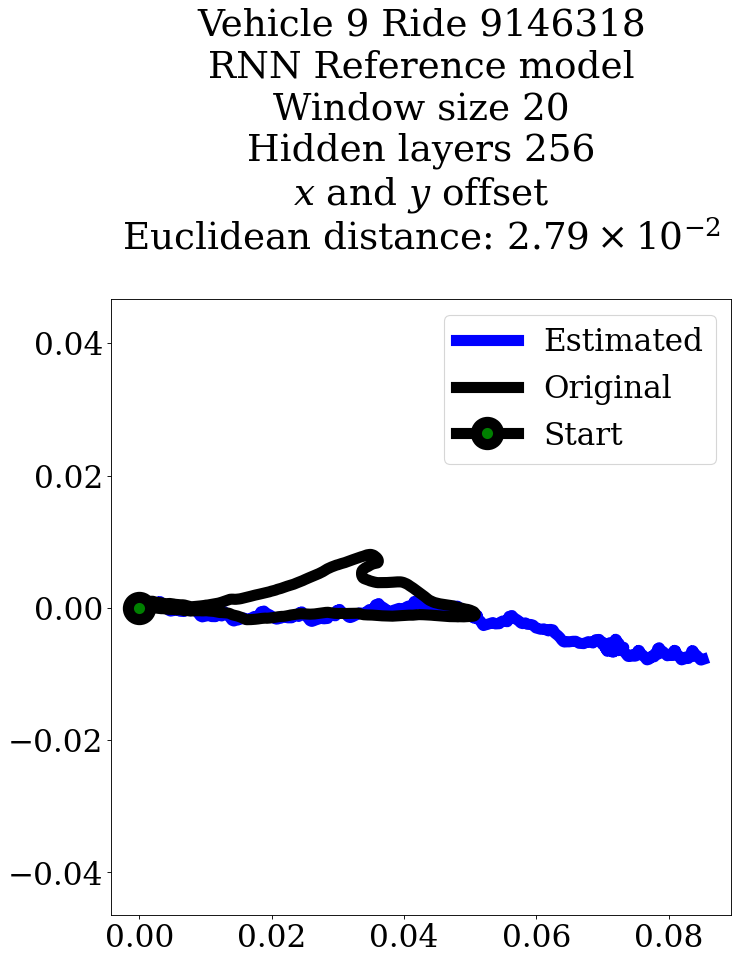 Vehicle 9 Ride 9146318
RNN Reference model
Window size 20
Hidden layers 256
x and y offset
Euclidean distance: 2.79 × 10⁻²
Estimated
Original
Start
0.04
0.02
0.00
−0.02
−0.04
0.00 0.02 0.04 0.06 0.08